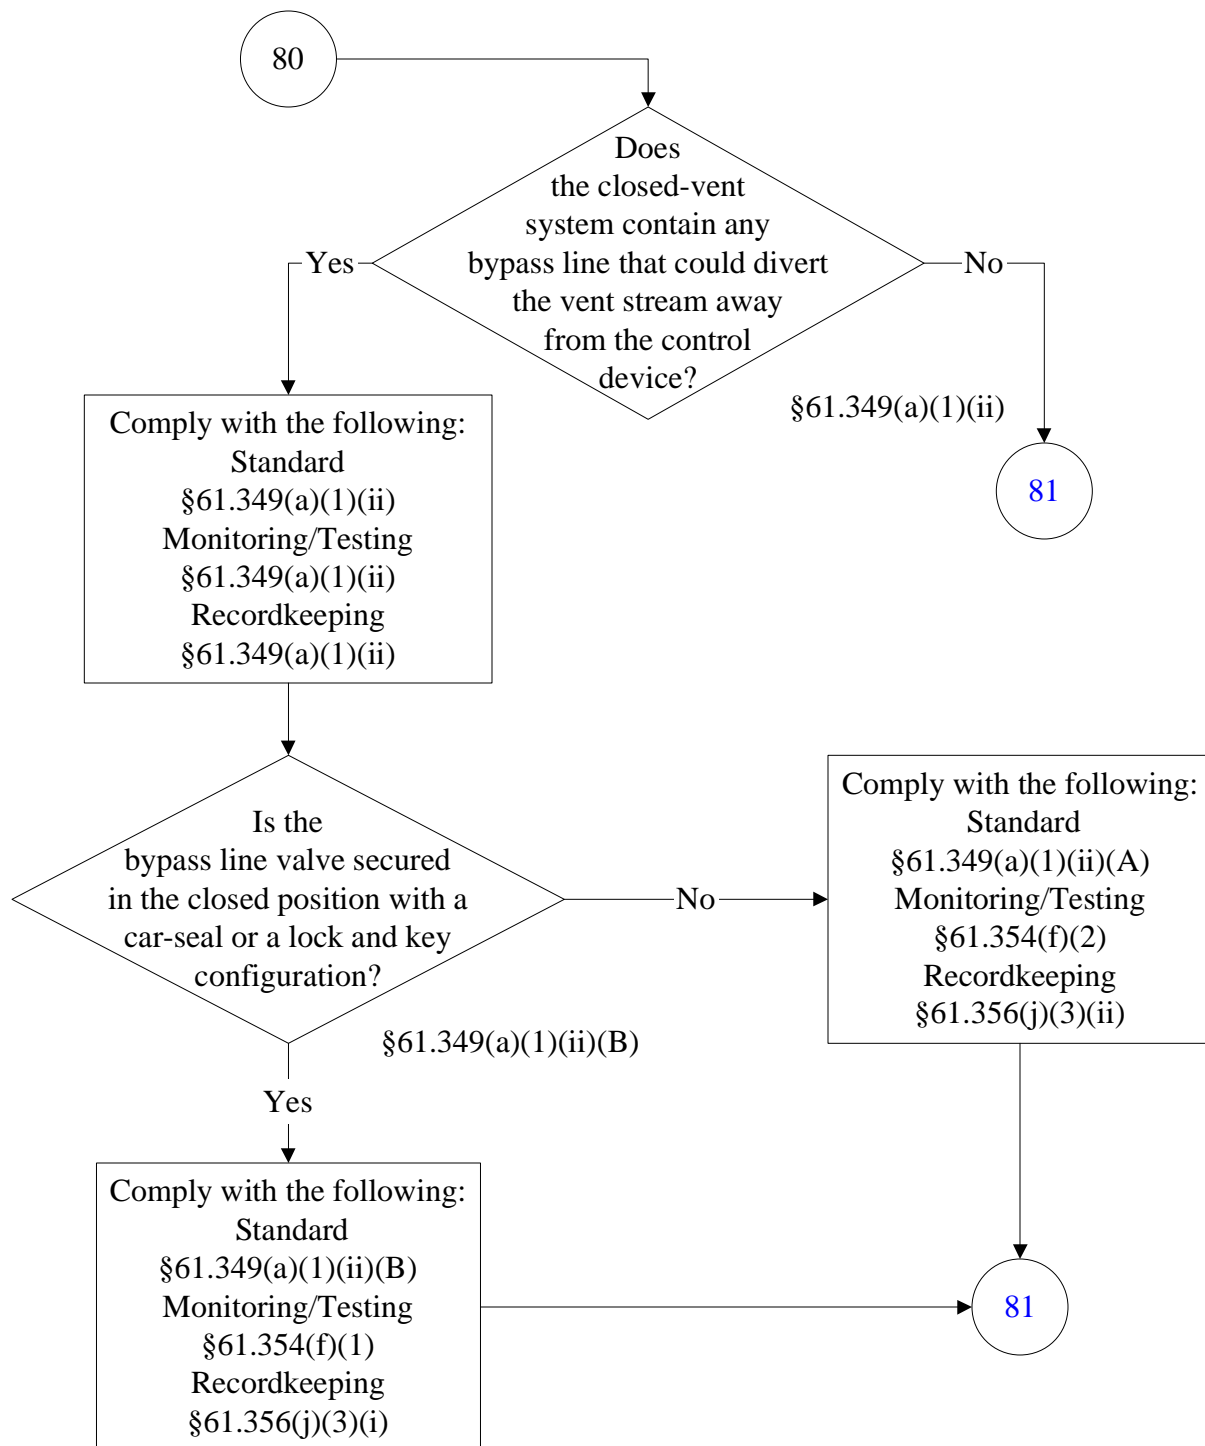 80
Does
the closed-vent
system contain any
bypass line that could divert
the vent stream away
from the control
device?
Yes
No
§61.349(a)(1)(ii)
81
Comply with the following:
Standard
§61.349(a)(1)(ii)
Monitoring/Testing
§61.349(a)(1)(ii)
Recordkeeping
§61.349(a)(1)(ii)
Is the
bypass line valve secured
in the closed position with a
car-seal or a lock and key
configuration?
No
§61.349(a)(1)(ii)(B)
Yes
Comply with the following:
Standard
§61.349(a)(1)(ii)(A)
Monitoring/Testing
§61.354(f)(2)
Recordkeeping
§61.356(j)(3)(ii)
Comply with the following:
Standard
§61.349(a)(1)(ii)(B)
Monitoring/Testing
§61.354(f)(1)
Recordkeeping
§61.356(j)(3)(i)
81